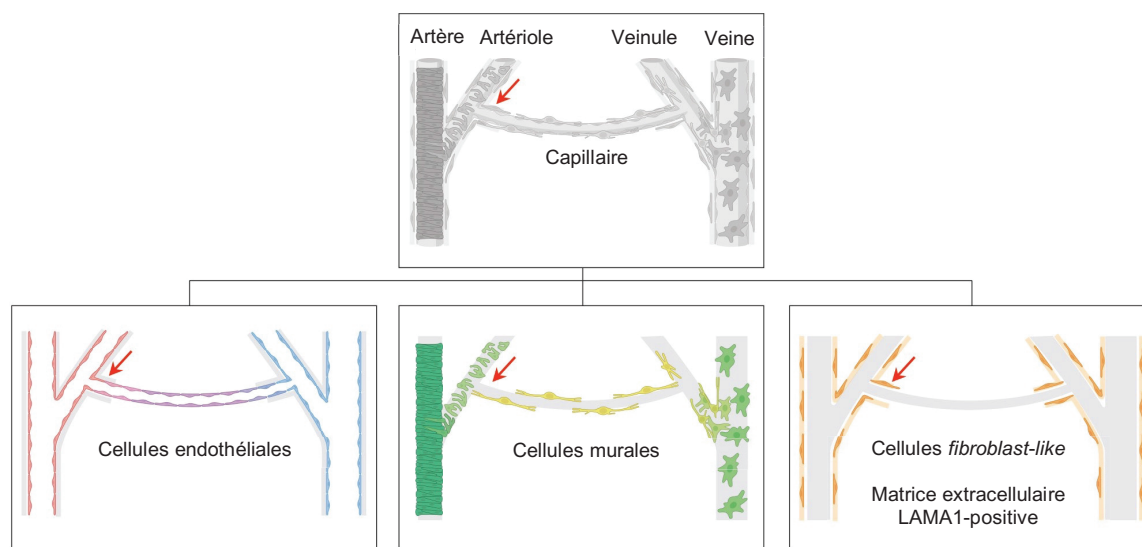 Artère Artériole Veinule Veine
Capillaire
Cellules endothéliales
Cellules murales
Cellules fibroblast-like
Matrice extracellulaire
LAMA1-positive